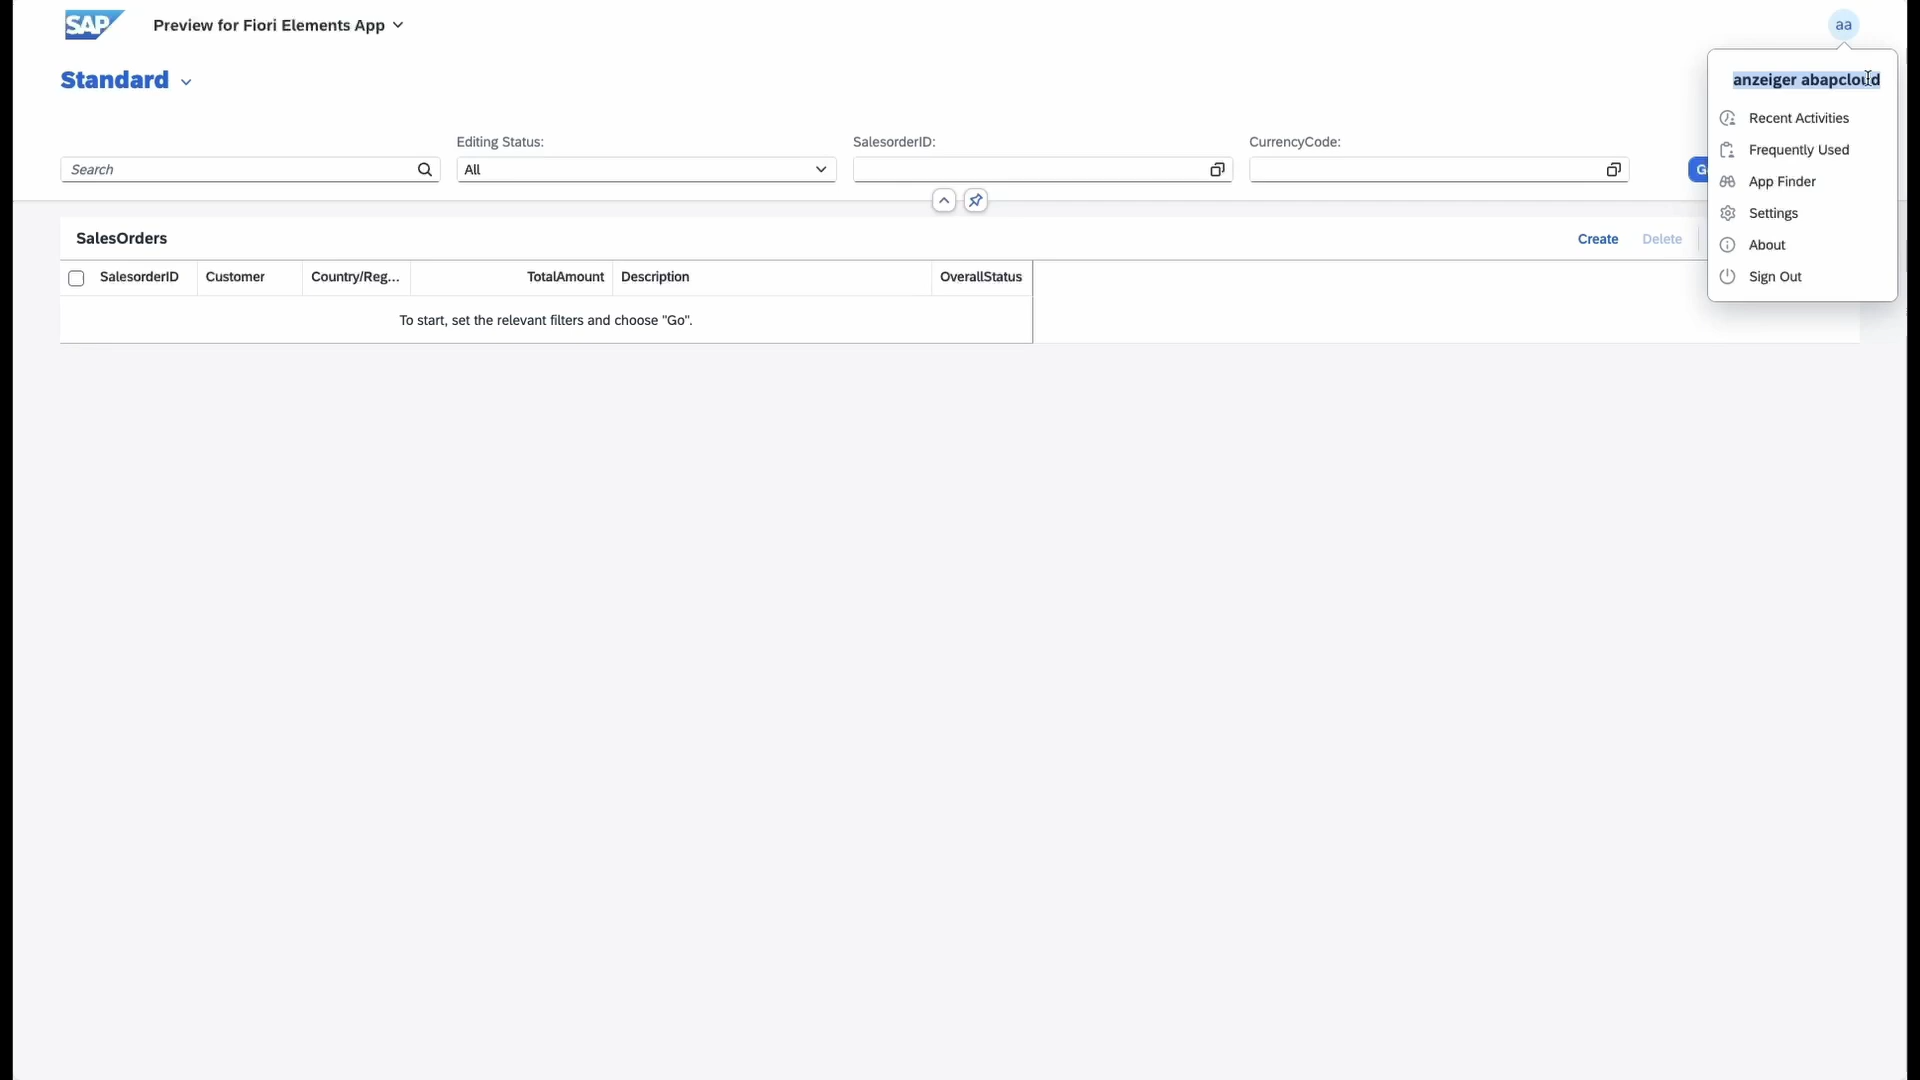 SAP Preview for Fiori Elements App aa
Standard
anzeiger abapcloud
Recent Activities
Frequently Used
App Finder
Settings
About
Sign Out
Editing Status: SalesorderID: CurrencyCode:
Search All
SalesOrders Create Delete
SalesorderID Customer Country/Reg... TotalAmount Description OverallStatus
To start, set the relevant filters and choose "Go".